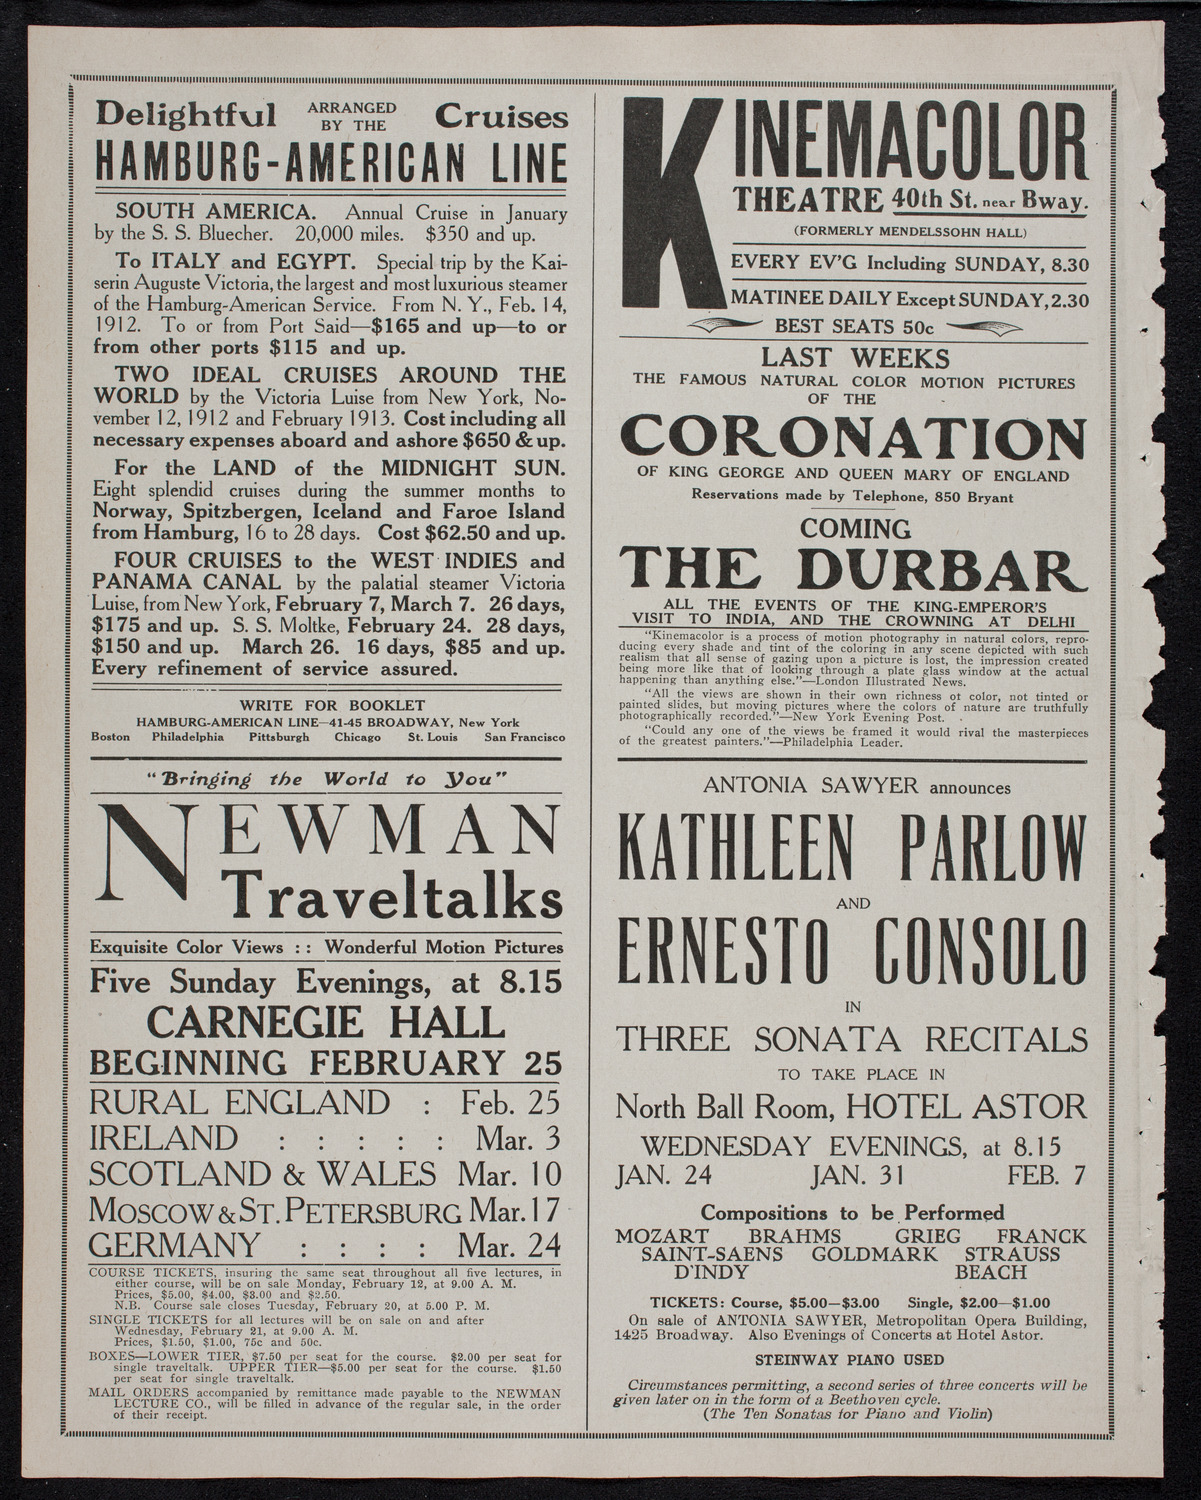 Delightful ARRANGED BY THE Cruises
HAMBURG-AMERICAN LINE
SOUTH AMERICA. Annual Cruise in January
by the S. S. Bluecher. 20,000 miles. $350 and up.
To ITALY and EGYPT. Special trip by the Kai-
serin Auguste Victoria, the largest and most luxurious steamer
of the Hamburg-American Service. From N. Y., Feb. 14,
1912. To or from Port Said—$165 and up—to or
from other ports $115 and up.
TWO IDEAL CRUISES AROUND THE
WORLD by the Victoria Luise from New York, No-
vember 12, 1912 and February 1913. Cost including all
necessary expenses aboard and ashore $650 & up.
For the LAND of the MIDNIGHT SUN.
Eight splendid cruises during the summer months to
Norway, Spitzbergen, Iceland and Faroe Island
from Hamburg, 16 to 28 days. Cost $62.50 and up.
FOUR CRUISES to the WEST INDIES and
PANAMA CANAL by the palatial steamer Victoria
Luise, from New York, February 7, March 7. 26 days,
$175 and up. S. S. Moltke, February 24. 28 days,
$150 and up. March 26. 16 days, $85 and up.
Every refinement of service assured.
WRITE FOR BOOKLET
HAMBURG-AMERICAN LINE—41-45 BROADWAY, New York
Boston Philadelphia Pittsburgh Chicago St. Louis San Francisco
"Bringing the World to You"
NEWMAN
Traveltalks
Exquisite Color Views :: Wonderful Motion Pictures
Five Sunday Evenings, at 8.15
CARNEGIE HALL
BEGINNING FEBRUARY 25
RURAL ENGLAND : Feb. 25
IRELAND : : : : : Mar. 3
SCOTLAND & WALES Mar. 10
MOSCOW & ST. PETERSBURG Mar. 17
GERMANY : : : : Mar. 24
COURSE TICKETS, insuring the same seat throughout all five lectures, in
either course, will be on sale Monday, February 12, at 9.00 A. M.
Prices, $5.00, $4.00, $3.00 and $2.50.
N.B. Course sale closes Tuesday, February 20, at 5.00 P. M.
SINGLE TICKETS for all lectures will be on sale on and after
Wednesday, February 21, at 9.00 A. M.
Prices, $1.50, $1.00, 75c and 50c.
BOXES—LOWER TIER, $7.50 per seat for the course. $2.00 per seat for
single traveltalk. UPPER TIER—$5.00 per seat for the course. $1.50
per seat for single traveltalk.
MAIL ORDERS accompanied by remittance made payable to the NEWMAN
LECTURE CO., will be filled in advance of the regular sale, in the order
of their receipt.
KINEMACOLOR
THEATRE 40th St. near Bway.
(FORMERLY MENDELSSOHN HALL)
EVERY EV'G Including SUNDAY, 8.30
MATINEE DAILY Except SUNDAY, 2.30
BEST SEATS 50c
LAST WEEKS
THE FAMOUS NATURAL COLOR MOTION PICTURES
OF THE
CORONATION
OF KING GEORGE AND QUEEN MARY OF ENGLAND
Reservations made by Telephone, 850 Bryant
COMING
THE DURBAR
ALL THE EVENTS OF THE KING-EMPEROR'S
VISIT TO INDIA, AND THE CROWNING AT DELHI
"Kinemacolor is a process of motion photography in natural colors, repro-
ducing every shade and tint of the coloring in any scene depicted with such
realism that all sense of gazing upon a picture is lost, the impression created
being more like that of looking through a plate glass window at the actual
happening than anything else."—London Illustrated News.
"All the views are shown in their own richness of color, not tinted or
painted slides, but moving pictures where the colors of nature are truthfully
photographically recorded."—New York Evening Post.
"Could any one of the views be framed it would rival the masterpieces
of the greatest painters."—Philadelphia Leader.
ANTONIA SAWYER announces
KATHLEEN PARLOW
AND
ERNESTO CONSOLO
IN
THREE SONATA RECITALS
TO TAKE PLACE IN
North Ball Room, HOTEL ASTOR
WEDNESDAY EVENINGS, at 8.15
JAN. 24 JAN. 31 FEB. 7
Compositions to be Performed
MOZART BRAHMS GRIEG FRANCK
SAINT-SAENS GOLDMARK STRAUSS
D'INDY BEACH
TICKETS: Course, $5.00—$3.00 Single, $2.00—$1.00
On sale of ANTONIA SAWYER, Metropolitan Opera Building,
1425 Broadway. Also Evenings of Concerts at Hotel Astor.
STEINWAY PIANO USED
Circumstances permitting, a second series of three concerts will be
given later on in the form of a Beethoven cycle.
(The Ten Sonatas for Piano and Violin)